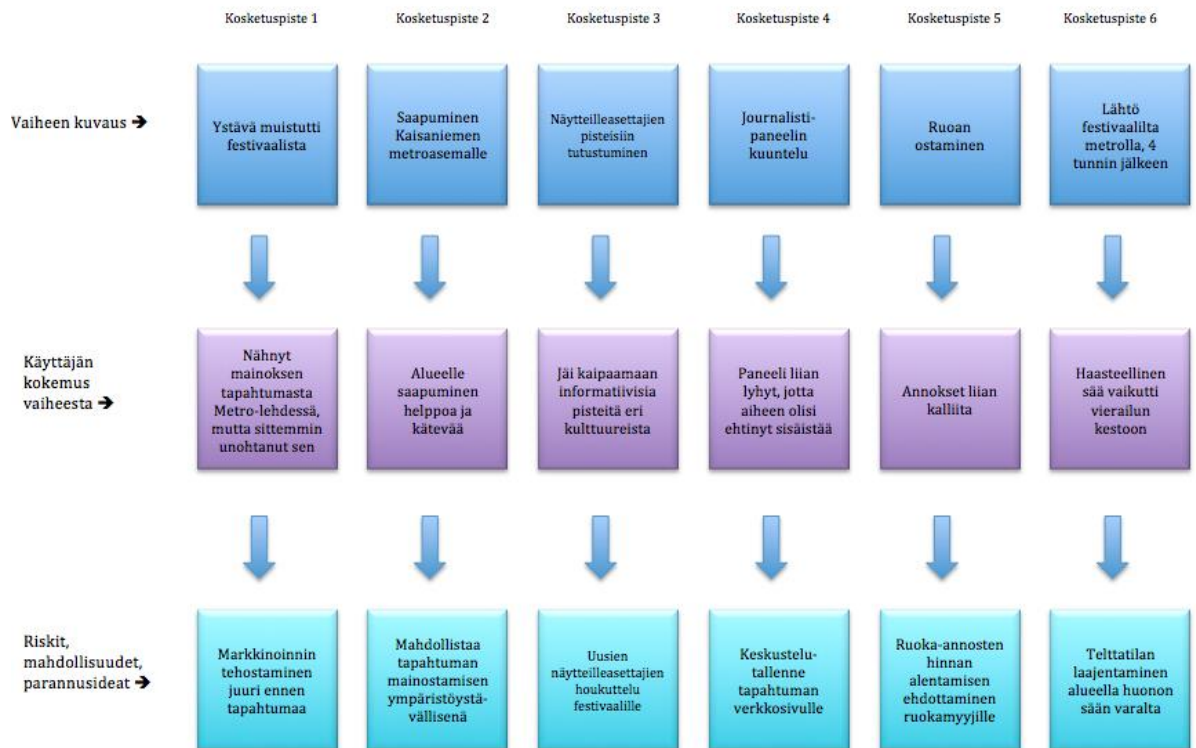 Kosketuspiste 1
Kosketuspiste 2
Kosketuspiste 3
Kosketuspiste 4
Kosketuspiste 5
Kosketuspiste 6
Vaiheen kuvaus ➔
Ystävä muistutti
festivaalista
Saapuminen
Kaisaniemen
metroasemalle
Näytteilleasettajien
pisteisiin
tutustuminen
Journalisti-
paneelin
kuuntelu
Ruoan
ostaminen
Lähtö
festivaalilta
metrolla, 4
tunnin jälkeen
Käyttäjän
kokemus
vaiheesta ➔
Nähnyt
mainoksen
tapahtumasta
Metro-lehdessä,
mutta sittemmin
unohtanut sen
Alueelle
saapuminen
helppoa ja
kätevää
Jäi kaipaamaan
informatiivisia
pisteitä eri
kulttuureista
Paneeli liian
lyhyt, jotta
aiheen olisi
ehtinyt sisäistää
Annokset liian
kalliita
Haasteellinen
sää vaikutti
vierailun
kestoon
Riskit,
mahdollisuudet,
parannusideat ➔
Markkinoinnin
tehostaminen
juuri ennen
tapahtumaa
Mahdollistaa
tapahtuman
mainostamisen
ympäristöystä-
vällisenä
Uusien
näytteilleasettajien
houkuttelu
festivaalille
Keskustelu-
tallenne
tapahtuman
verkkosivulle
Ruoka-annosten
hinnan
alentamisen
ehdottaminen
ruokamyyjille
Telttatilan
laajentaminen
alueella huonon
sään varalta